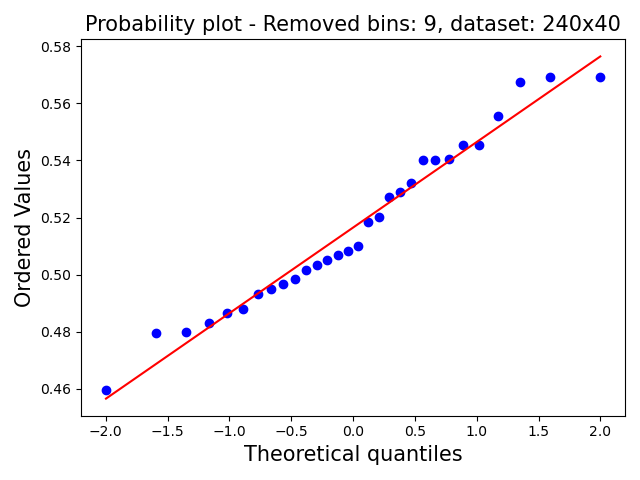 Probability plot - Removed bins: 9, dataset: 240x40
0.58
0.56
0.54
0.52
0.50
0.48
0.46
Ordered Values
−2.0 −1.5 −1.0 −0.5 0.0 0.5 1.0 1.5 2.0
Theoretical quantiles